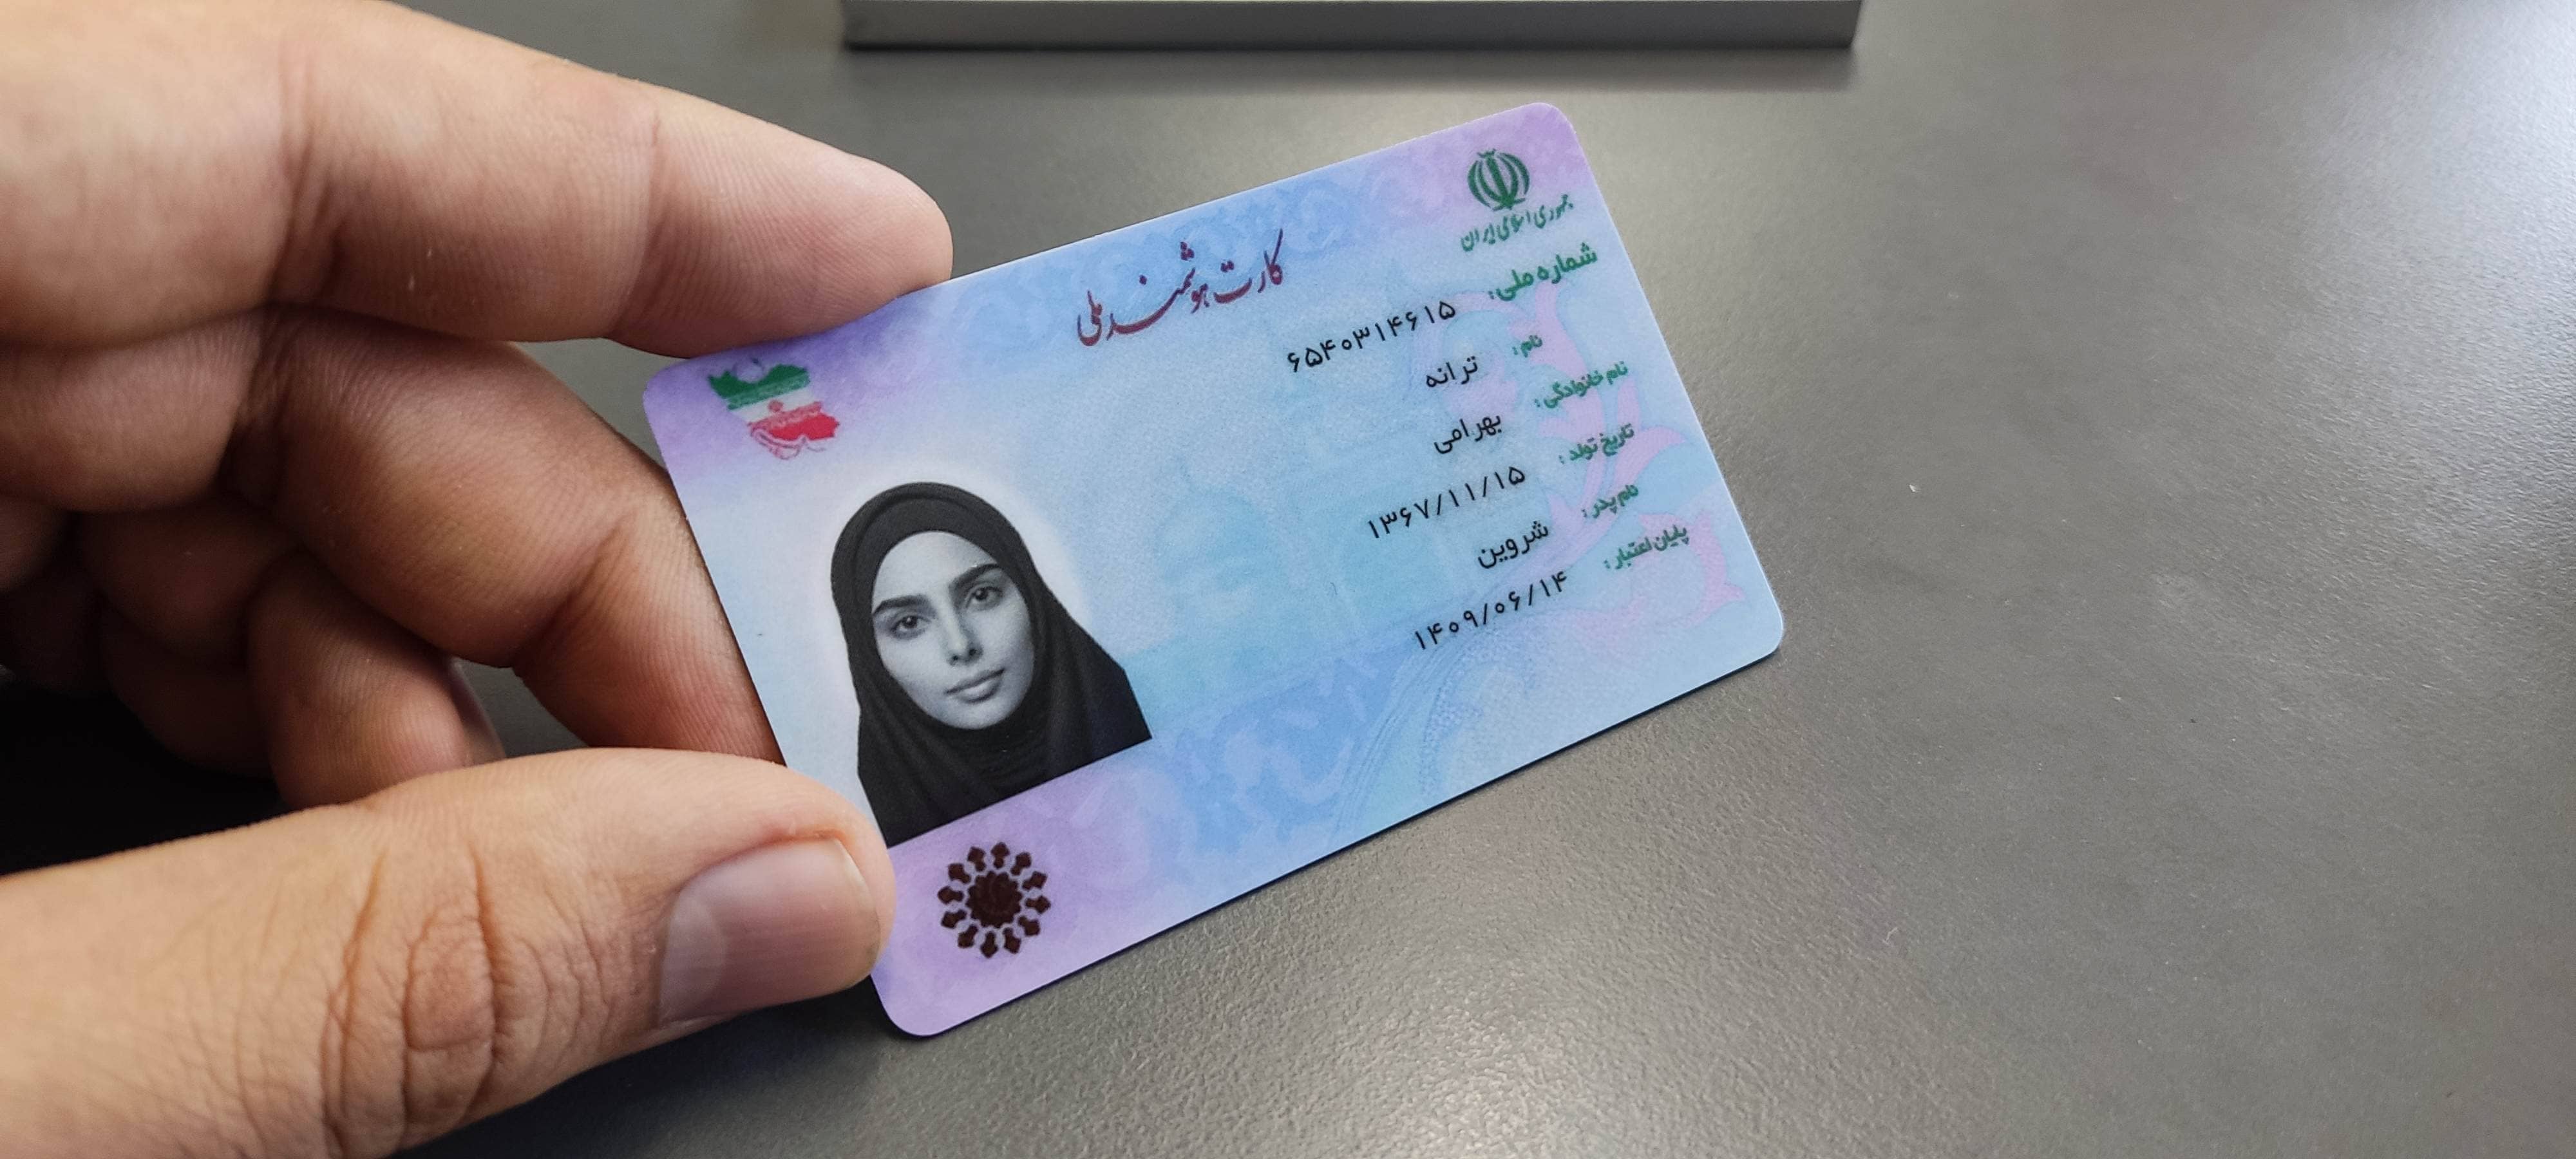 جمهوری اسلامی ایران
کارت هوشمند ملی
شماره ملی: ۶۵۴۰۳۱۴۶۱۵
نام: ترانه
نام خانوادگی: بهرامی
تاریخ تولد: ۱۳۶۷/۱۱/۱۵
نام پدر: شروین
پایان اعتبار: ۱۴۰۹/۰۶/۱۴